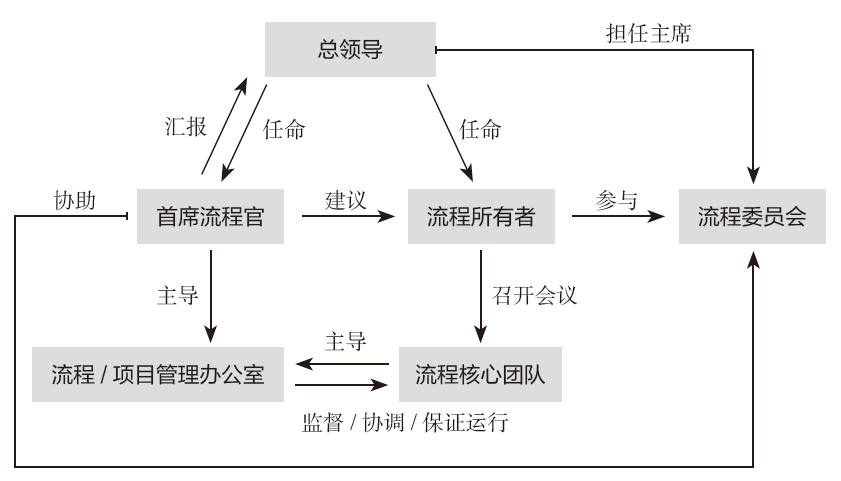 担任主席
总领导
汇报
任命
任命
协助
首席流程官
建议
流程所有者
参与
流程委员会
主导
召开会议
主导
流程 / 项目管理办公室
流程核心团队
监督 / 协调 / 保证运行